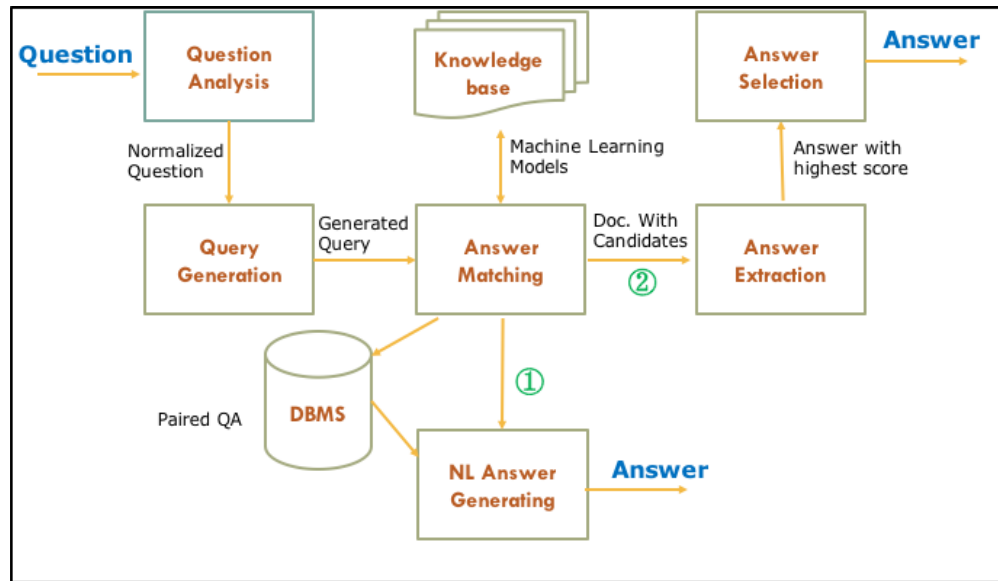 Question
Question
Analysis
Knowledge
base
Answer
Selection
Answer
Normalized
Question
Machine Learning
Models
Answer with
highest score
Query
Generation
Generated
Query
Answer
Matching
Doc. With
Candidates
②
Answer
Extraction
①
Paired QA
DBMS
NL Answer
Generating
Answer